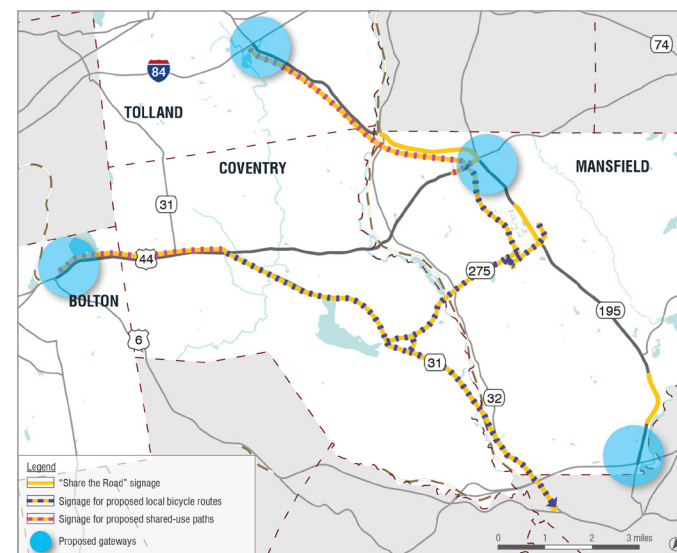 74
84
TOLLAND
COVENTRY
MANSFIELD
31
44
275
BOLTON
195
6
31
32
Legend
"Share the Road" signage
Signage for proposed local bicycle routes
Signage for proposed shared-use paths
Proposed gateways
0 1 2 3 miles